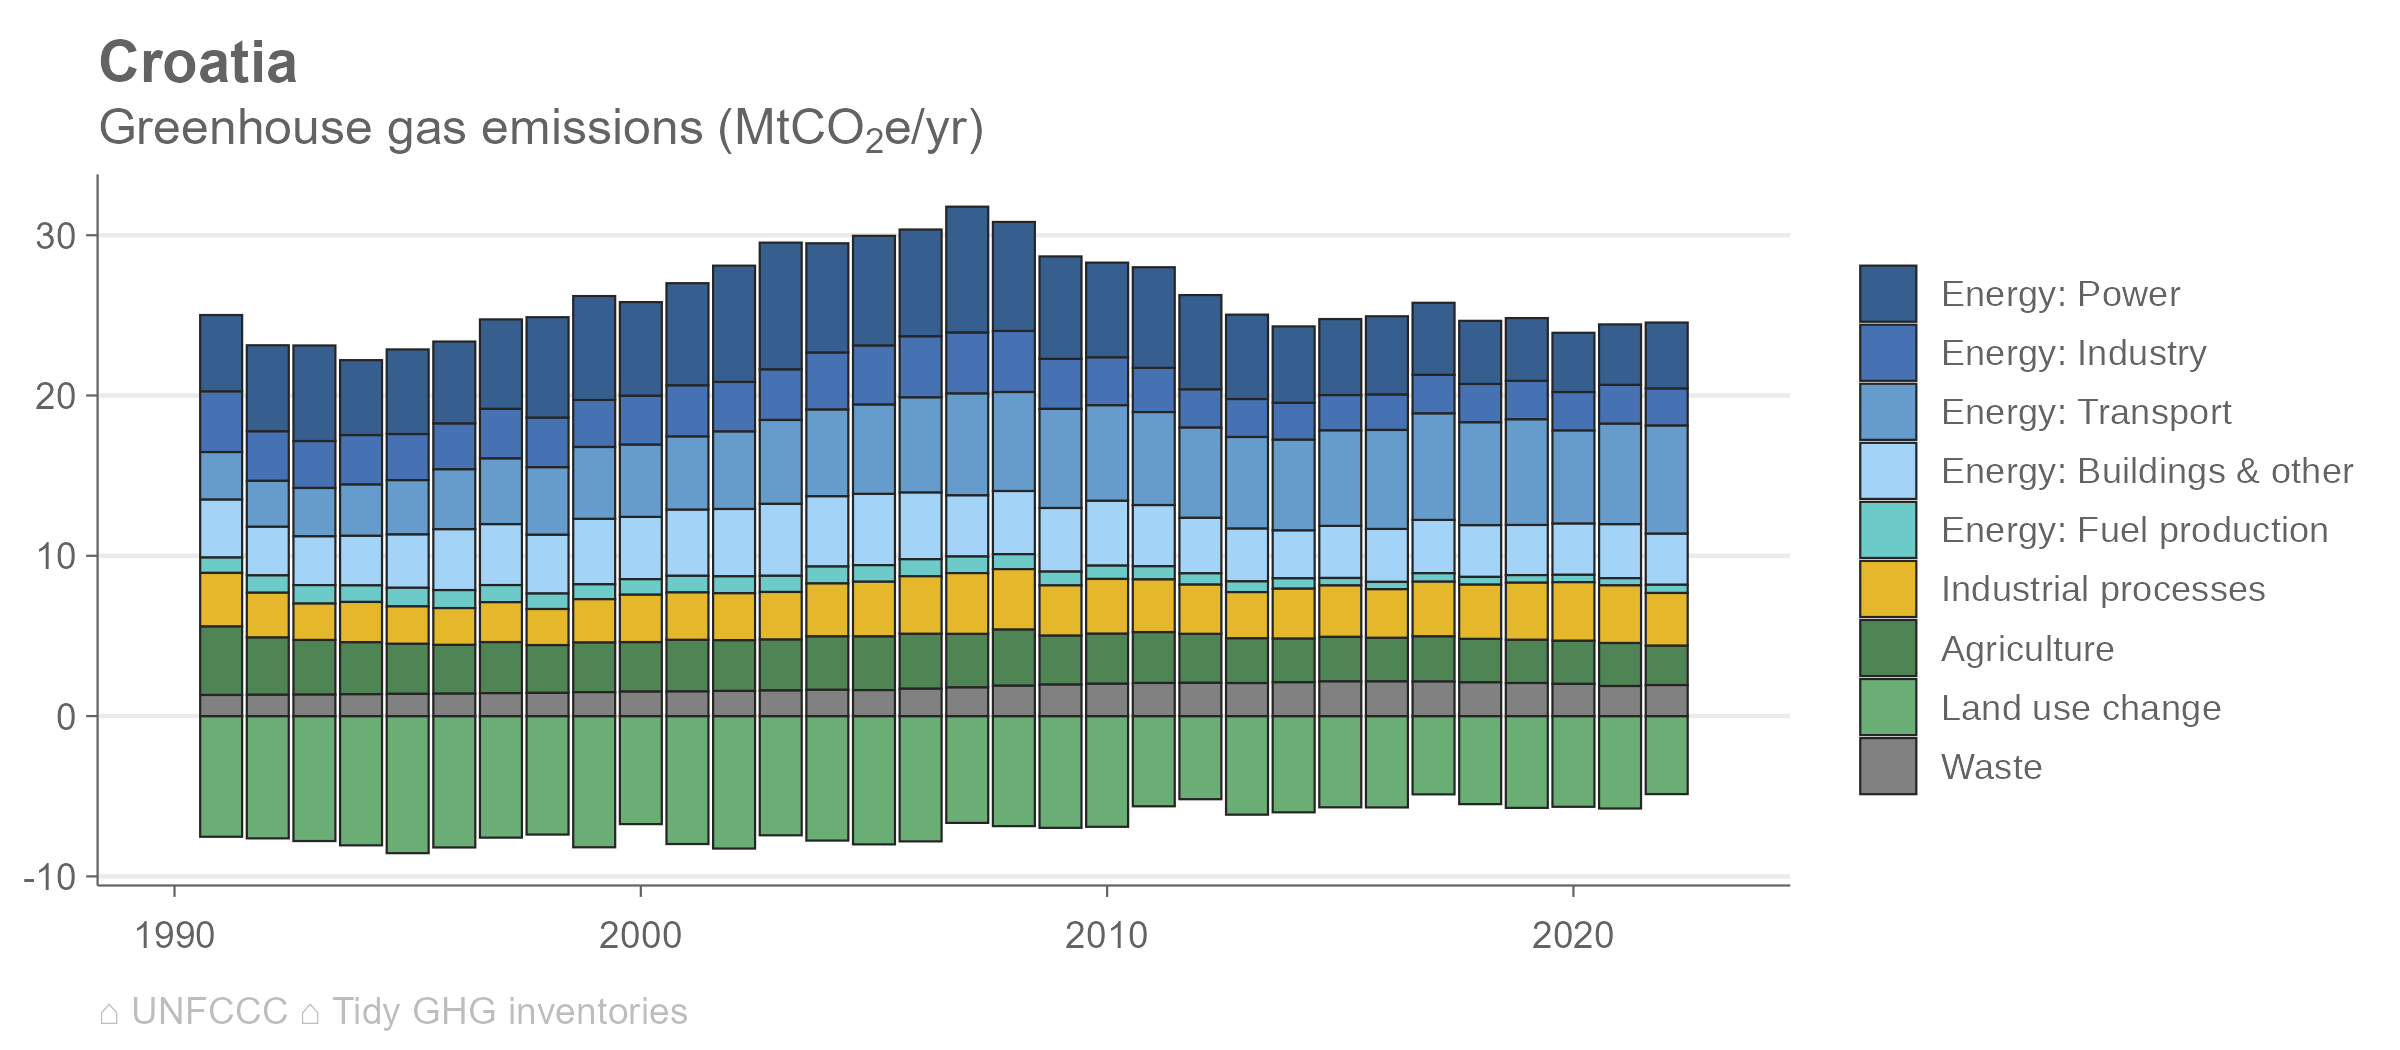 Croatia
Greenhouse gas emissions (MtCO₂e/yr)
30
20
10
0
-10
1990 2000 2010 2020
Energy: Power
Energy: Industry
Energy: Transport
Energy: Buildings & other
Energy: Fuel production
Industrial processes
Agriculture
Land use change
Waste
⌂ UNFCCC ⌂ Tidy GHG inventories